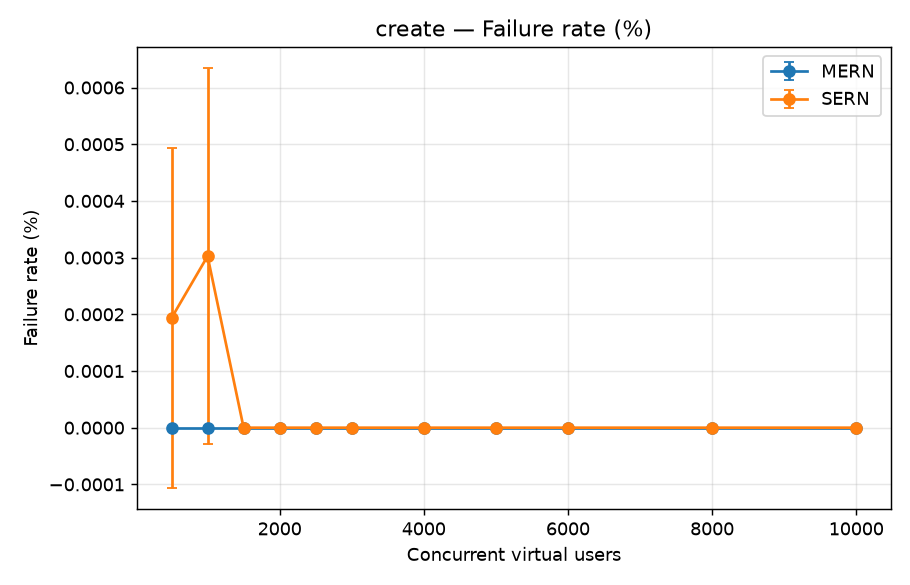 create — Failure rate (%)
MERN
SERN
Failure rate (%)
0.0006
0.0005
0.0004
0.0003
0.0002
0.0001
0.0000
−0.0001
2000 4000 6000 8000 10000
Concurrent virtual users